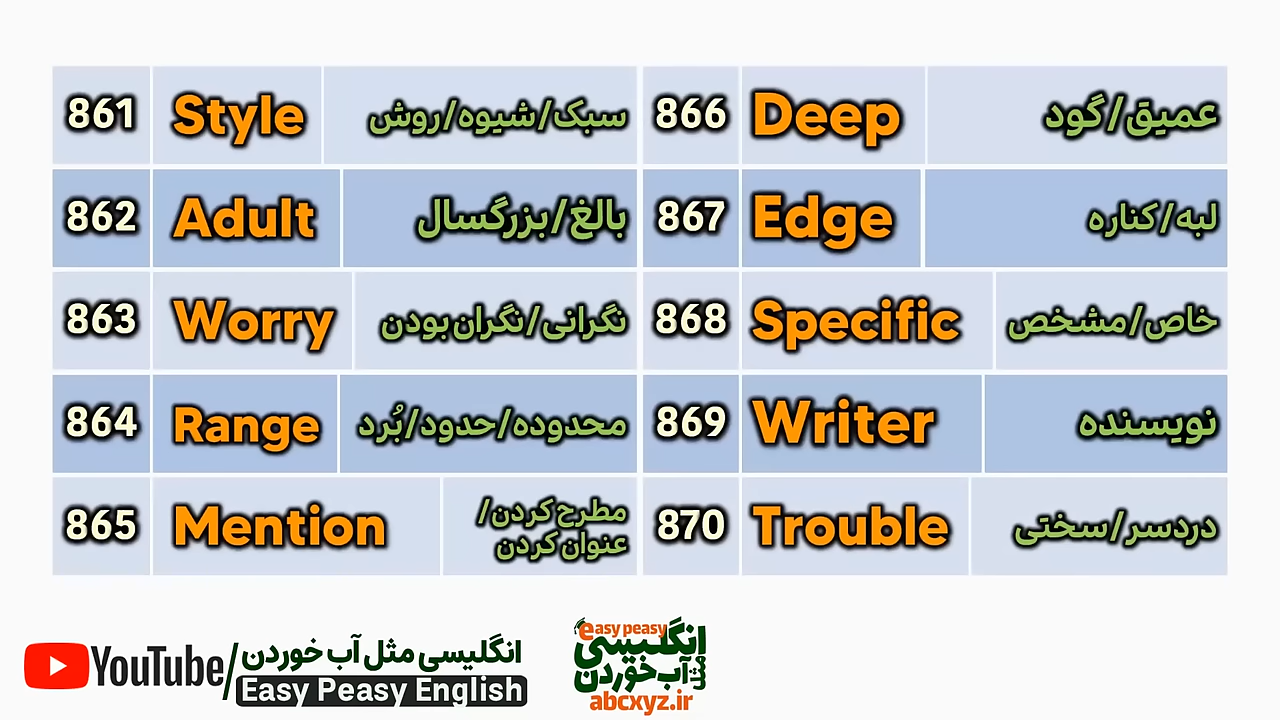 861 Style سبک/شیوه/روش
862 Adult بالغ/بزرگسال
863 Worry نگرانی/نگران بودن
864 Range محدوده/حدود/بُرد
865 Mention مطرح کردن/
عنوان کردن
866 Deep عمیق/گود
867 Edge لبه/کناره
868 Specific خاص/مشخص
869 Writer نویسنده
870 Trouble دردسر/سختی
YouTube/انگلیسی مثل آب خوردن
Easy Peasy English
easy peasy
انگلیسی
مثل آب خوردن
abcxyz.ir